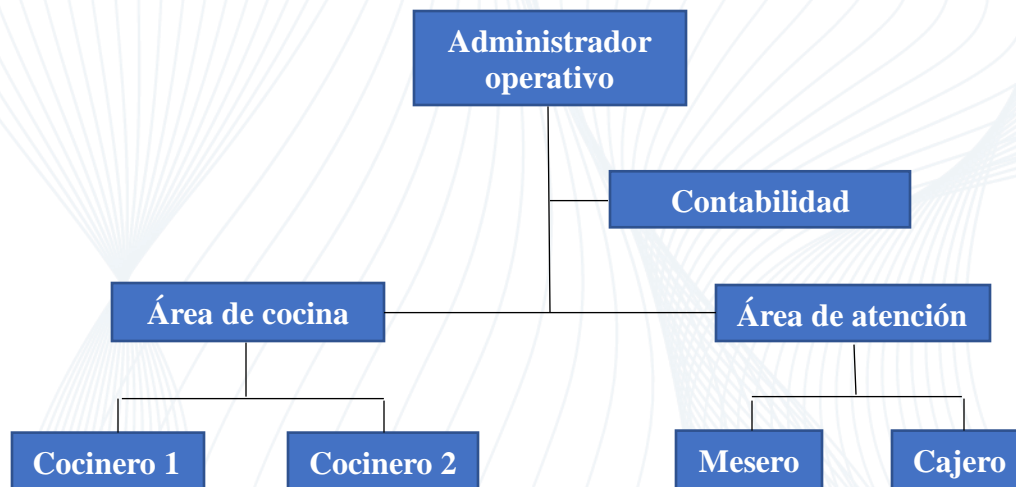 Administrador
operativo
Contabilidad
Área de cocina
Área de atención
Cocinero 1
Cocinero 2
Mesero
Cajero